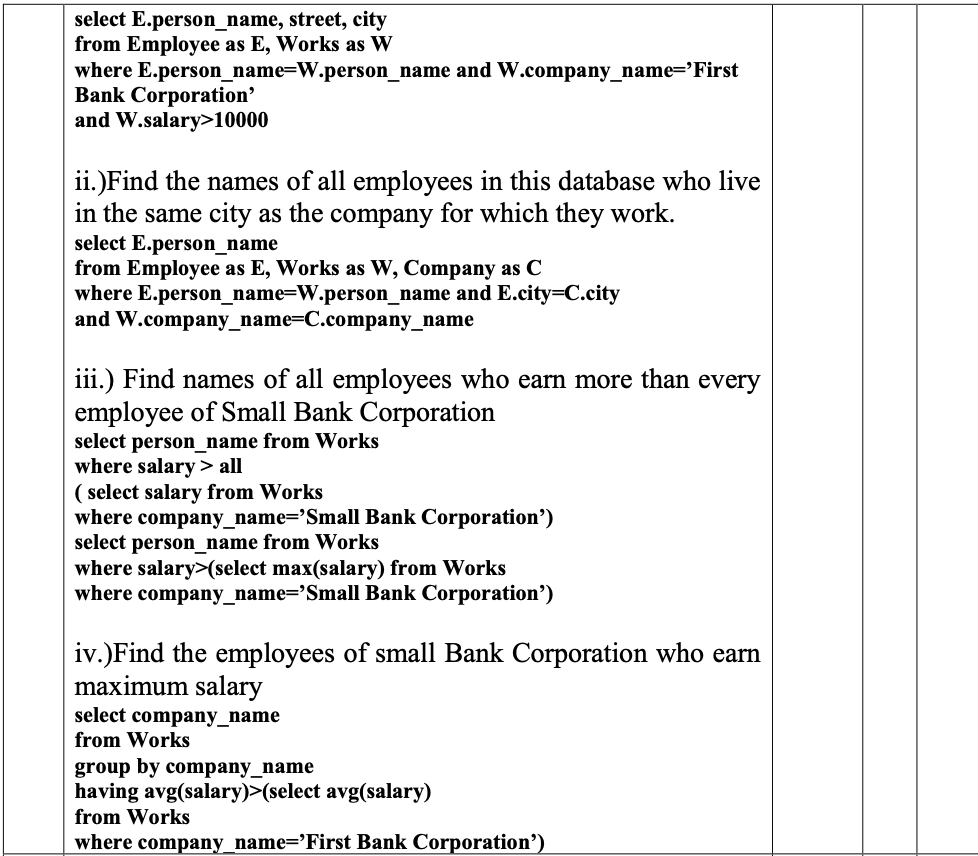 select E.person_name, street, city
from Employee as E, Works as W
where E.person_name=W.person_name and W.company_name=’First
Bank Corporation’
and W.salary>10000
ii.)Find the names of all employees in this database who live
in the same city as the company for which they work.
select E.person_name
from Employee as E, Works as W, Company as C
where E.person_name=W.person_name and E.city=C.city
and W.company_name=C.company_name
iii.) Find names of all employees who earn more than every
employee of Small Bank Corporation
select person_name from Works
where salary > all
( select salary from Works
where company_name=’Small Bank Corporation’)
select person_name from Works
where salary>(select max(salary) from Works
where company_name=’Small Bank Corporation’)
iv.)Find the employees of small Bank Corporation who earn
maximum salary
select company_name
from Works
group by company_name
having avg(salary)>(select avg(salary)
from Works
where company_name=’First Bank Corporation’)